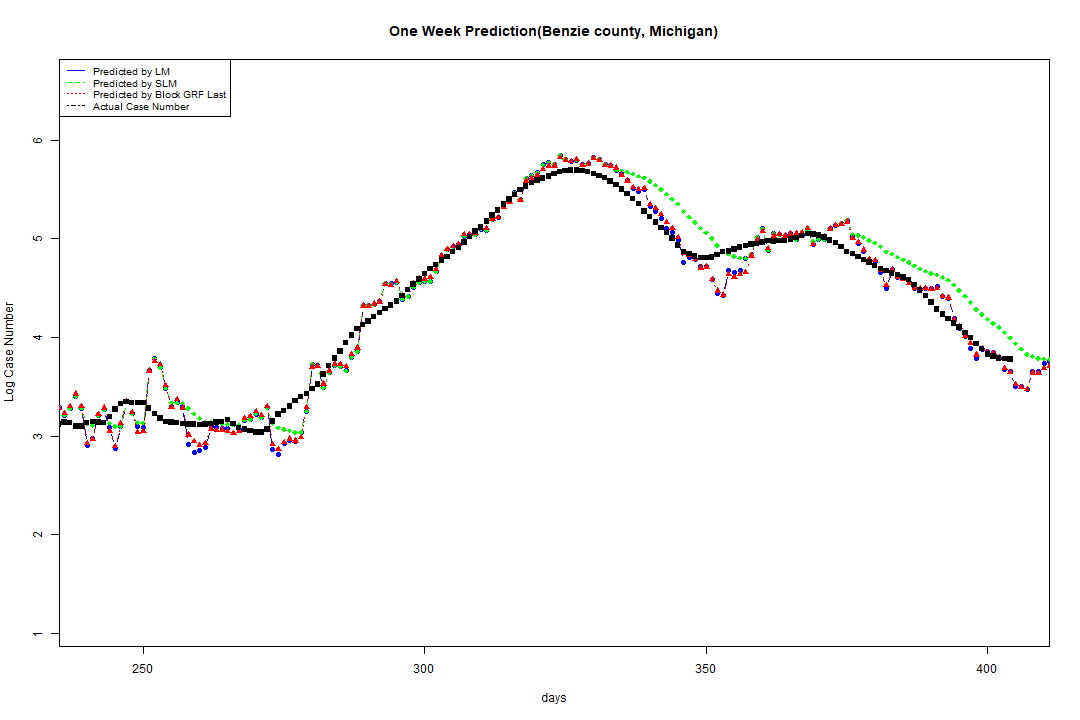 One Week Prediction(Benzie county, Michigan)
Predicted by LM
Predicted by SLM
Predicted by Block GRF Last
Actual Case Number
6
5
4
3
2
1
Log Case Number
250 300 350 400
days